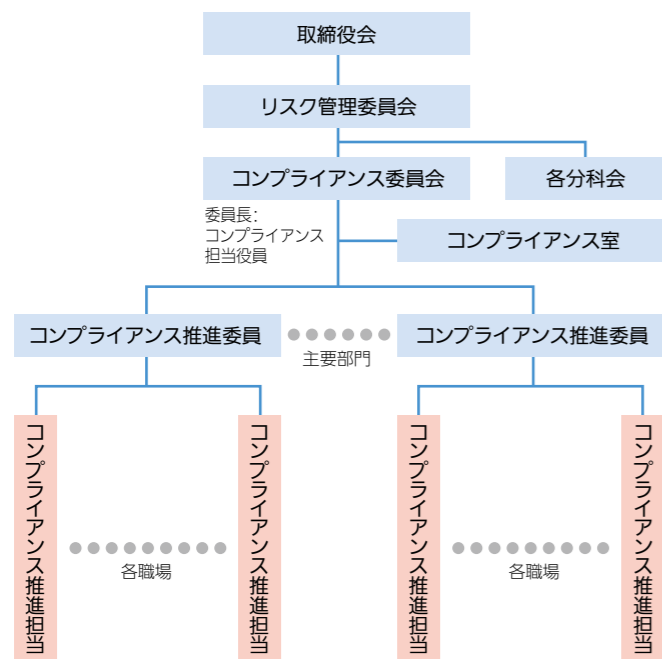 取締役会
リスク管理委員会
コンプライアンス委員会
各分科会
委員長：
コンプライアンス
担当役員
コンプライアンス室
コンプライアンス推進委員
主要部門
コンプライアンス推進委員
コンプライアンス推進担当
各職場
コンプライアンス推進担当
コンプライアンス推進担当
各職場
コンプライアンス推進担当